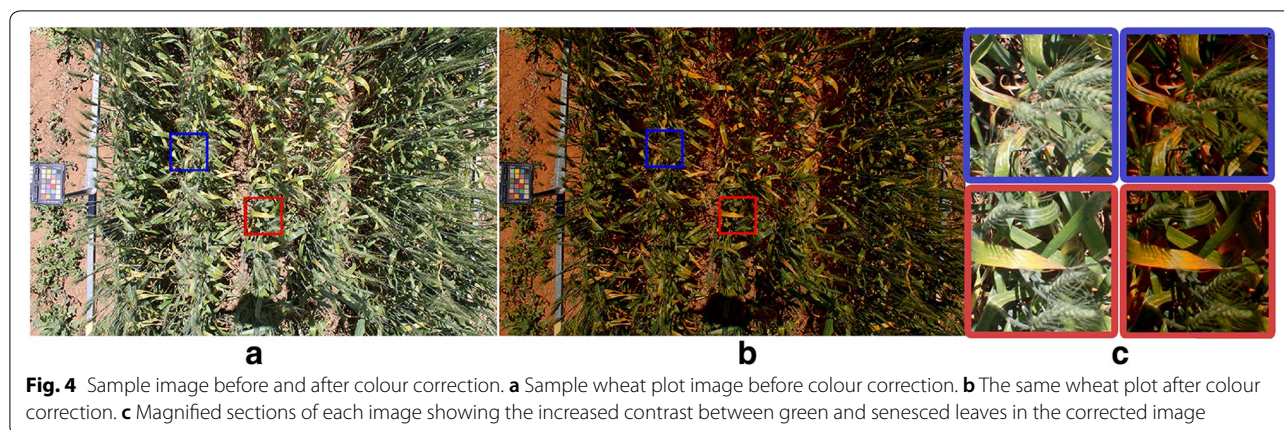 a b c
Fig. 4 Sample image before and after colour correction. a Sample wheat plot image before colour correction. b The same wheat plot after colour
correction. c Magnified sections of each image showing the increased contrast between green and senesced leaves in the corrected image